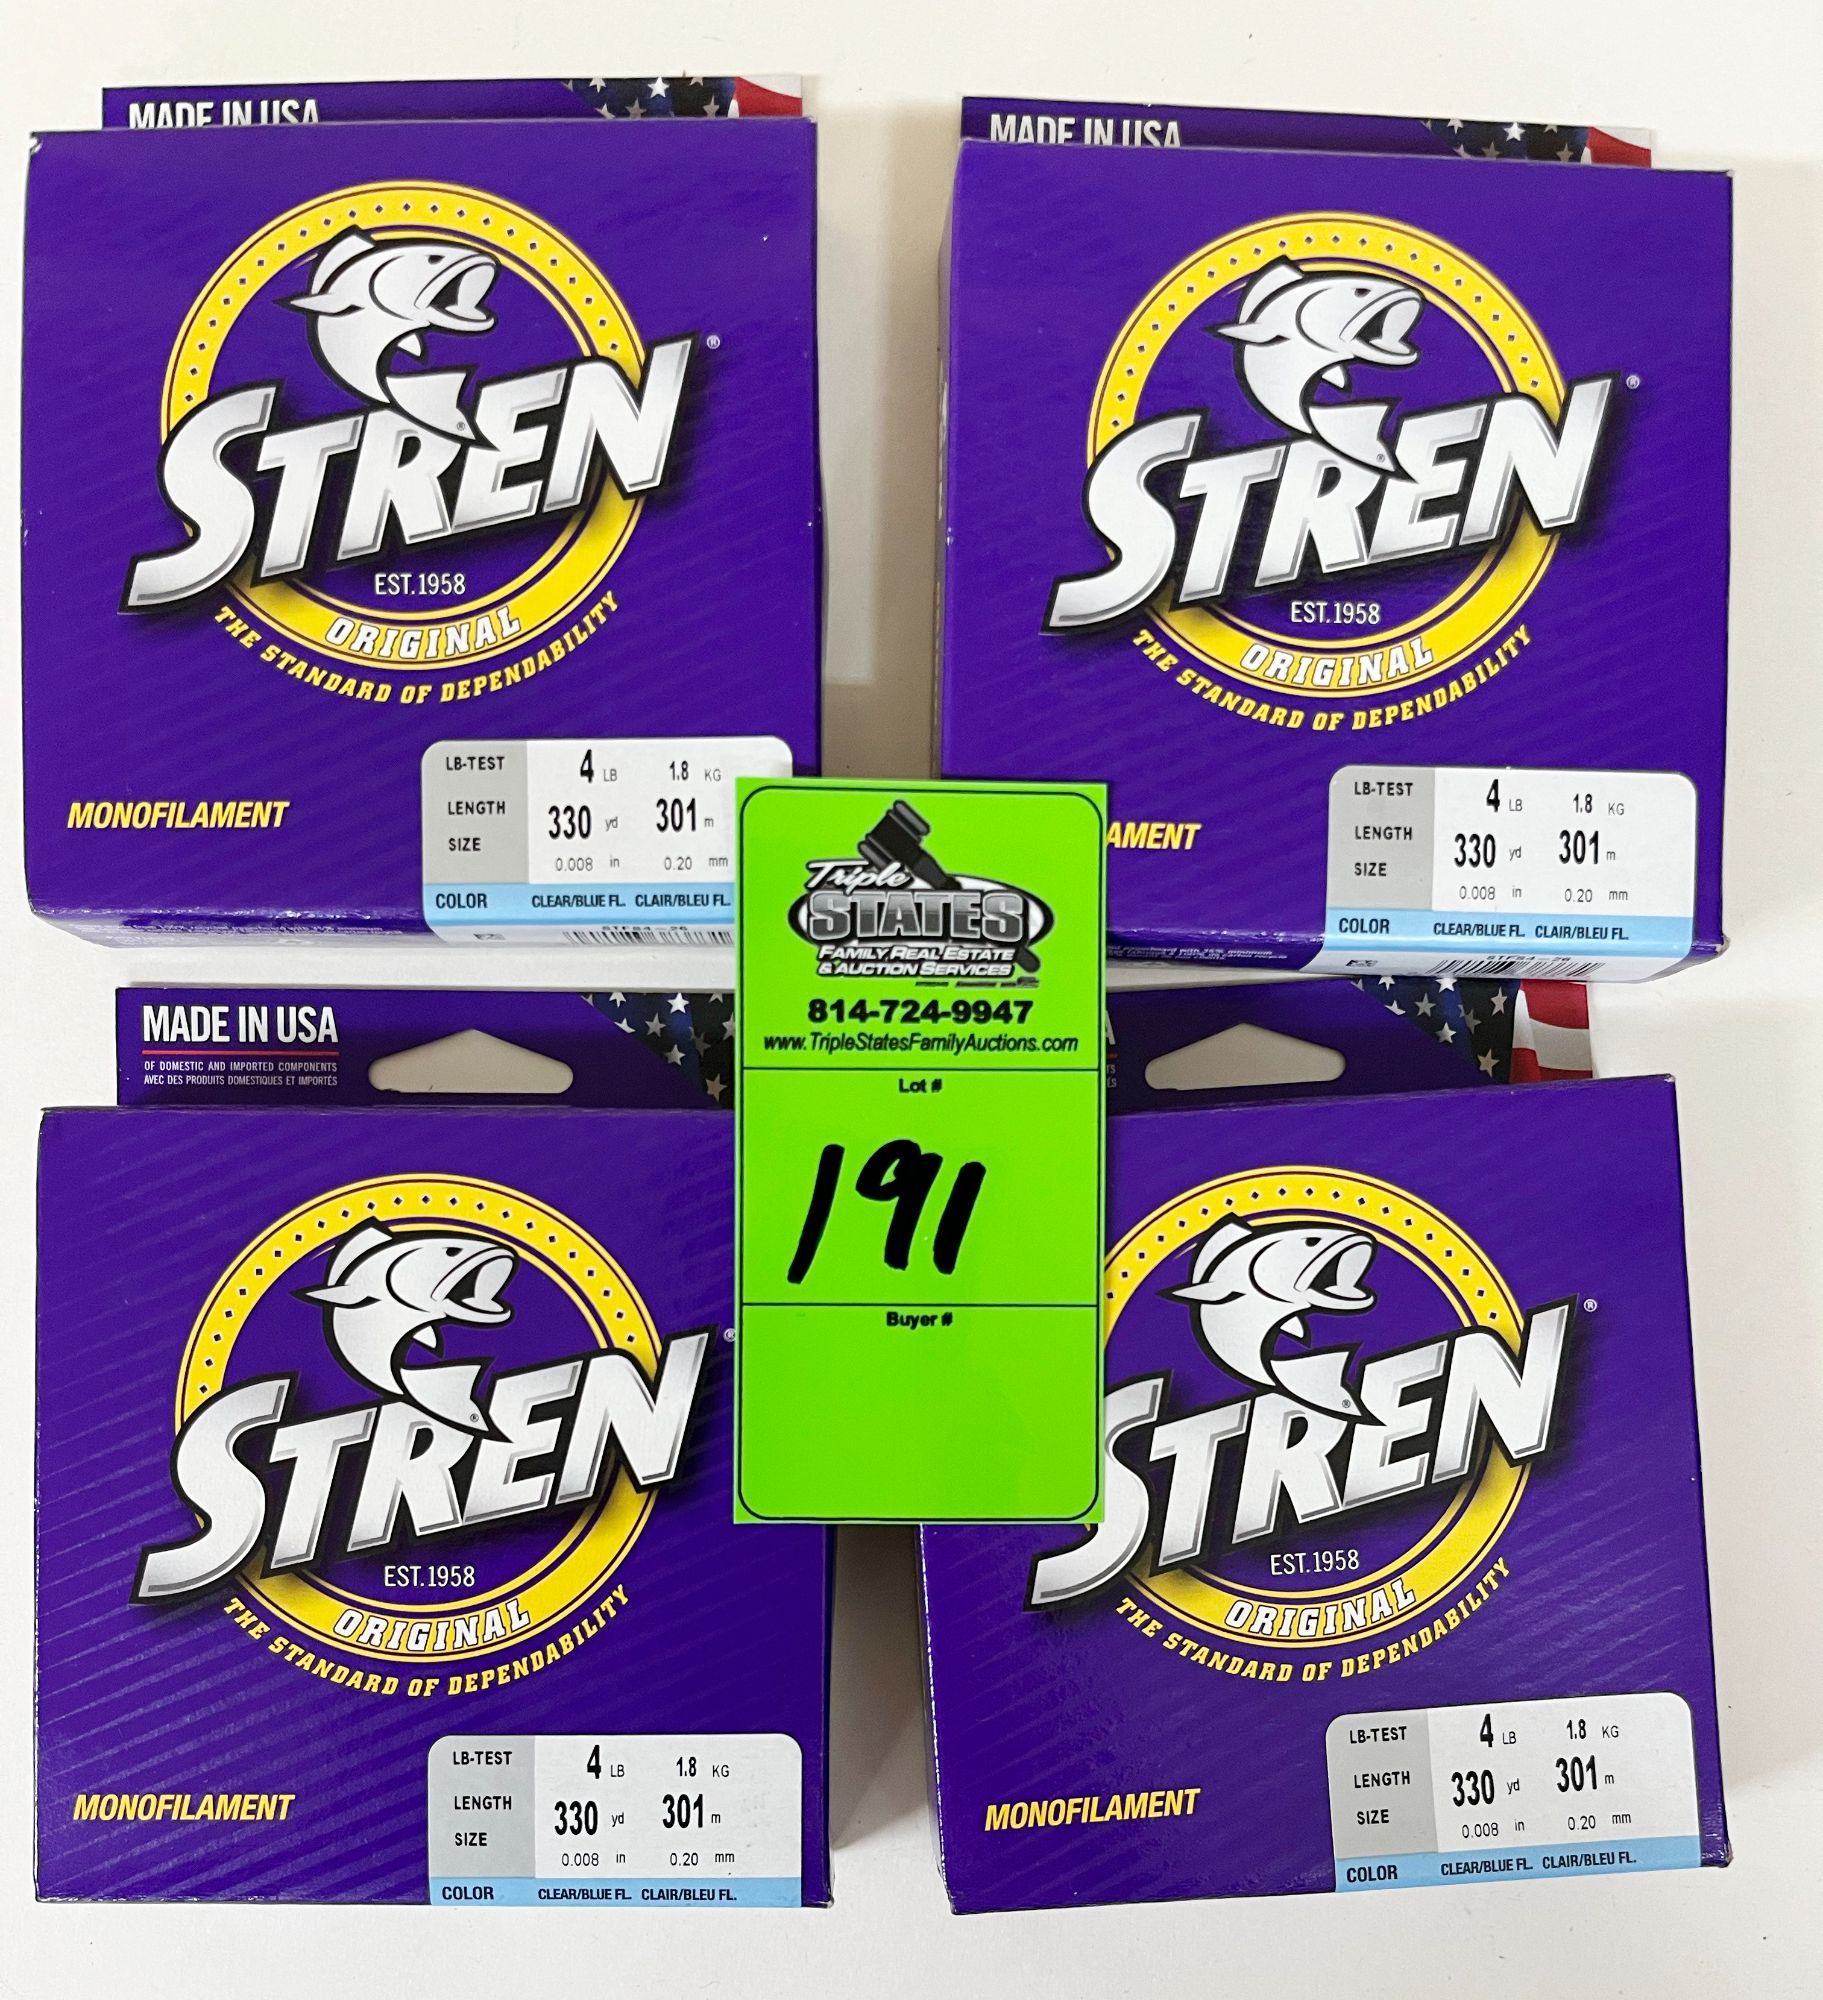 MADE IN USA
STREN®
EST.1958
ORIGINAL
THE STANDARD OF DEPENDABILITY
MONOFILAMENT
LB-TEST 4 LB 1.8 KG
LENGTH 330 yd 301 m
SIZE 0.008 in 0.20 mm
COLOR CLEAR/BLUE FL. CLAIR/BLEU FL.
STFS4-26
MADE IN USA
STREN®
EST.1958
ORIGINAL
THE STANDARD OF DEPENDABILITY
AMENT
LB-TEST 4 LB 1.8 KG
LENGTH 330 yd 301 m
SIZE 0.008 in 0.20 mm
COLOR CLEAR/BLUE FL. CLAIR/BLEU FL.
STFS4-26
Triple
STATES
FAMILY REAL ESTATE
& AUCTION SERVICES
814-724-9947
www.TripleStatesFamilyAuctions.com
Lot #
191
Buyer #
MADE IN USA
OF DOMESTIC AND IMPORTED COMPONENTS
AVEC DES PRODUITS DOMESTIQUES ET IMPORTÉS
STREN®
EST.1958
ORIGINAL
THE STANDARD OF DEPENDABILITY
MONOFILAMENT
LB-TEST 4 LB 1.8 KG
LENGTH 330 yd 301 m
SIZE 0.008 in 0.20 mm
COLOR CLEAR/BLUE FL. CLAIR/BLEU FL.
STREN®
EST.1958
ORIGINAL
THE STANDARD OF DEPENDABILITY
MONOFILAMENT
LB-TEST 4 LB 1.8 KG
LENGTH 330 yd 301 m
SIZE 0.008 in 0.20 mm
COLOR CLEAR/BLUE FL. CLAIR/BLEU FL.